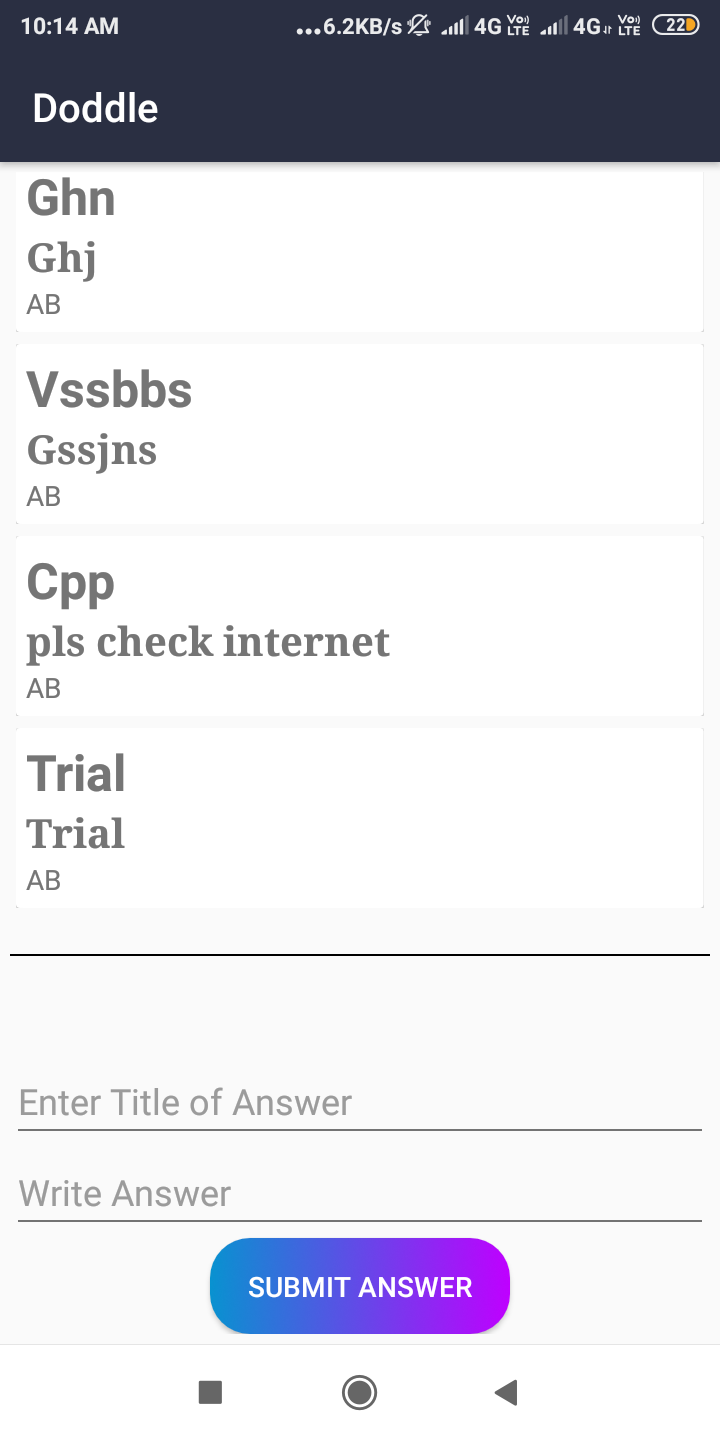 10:14 AM ...6.2KB/s 4G Vo) LTE 4G Vo) LTE 22
Doddle
Ghn
Ghj
AB
Vssbbs
Gssjns
AB
Cpp
pls check internet
AB
Trial
Trial
AB
Enter Title of Answer
Write Answer
SUBMIT ANSWER